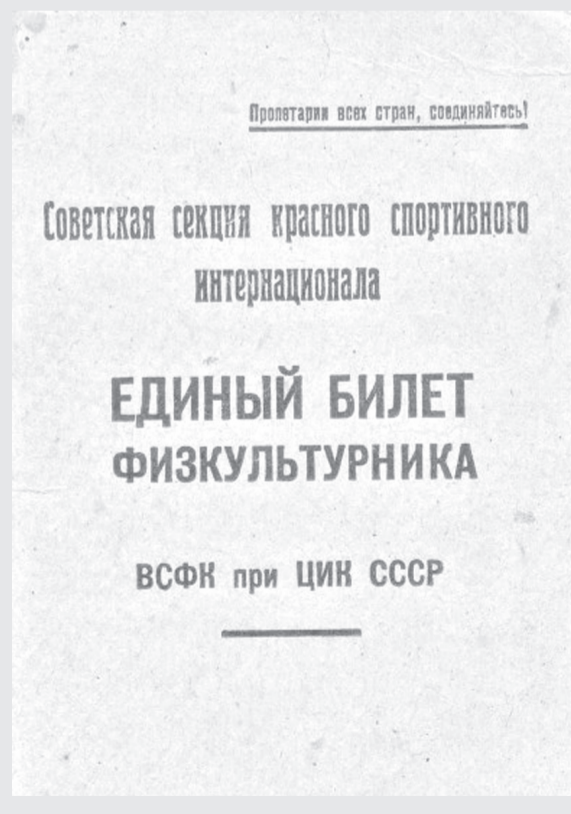 Пролетарии всех стран, соединяйтесь!
Советская секция красного спортивного
интернационала
ЕДИНЫЙ БИЛЕТ
ФИЗКУЛЬТУРНИКА
ВСФК при ЦИК СССР